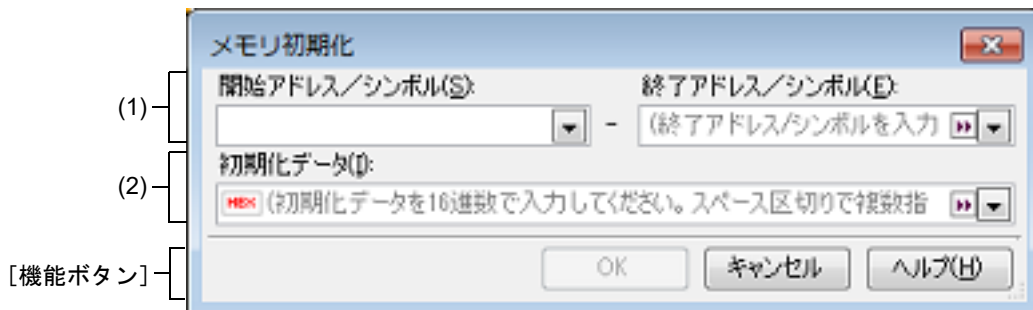 メモリ初期化
(1)
開始アドレス／シンボル(S):
終了アドレス／シンボル(E):
-
(終了アドレス/シンボルを入力
(2)
初期化データ(I):
HEX (初期化データを16進数で入力してください。スペース区切りで複数指
[機能ボタン]
OK キャンセル ヘルプ(H)